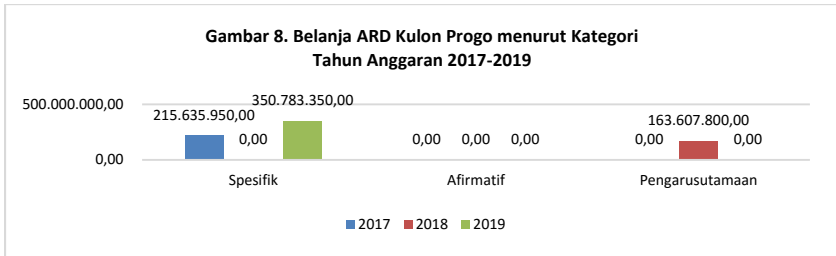 Gambar 8. Belanja ARD Kulon Progo menurut Kategori
Tahun Anggaran 2017-2019
500.000.000,00
0,00
215.635.950,00
0,00
350.783.350,00
0,00 0,00 0,00
0,00
163.607.800,00
0,00
Spesifik Afirmatif Pengarusutamaan
2017 2018 2019